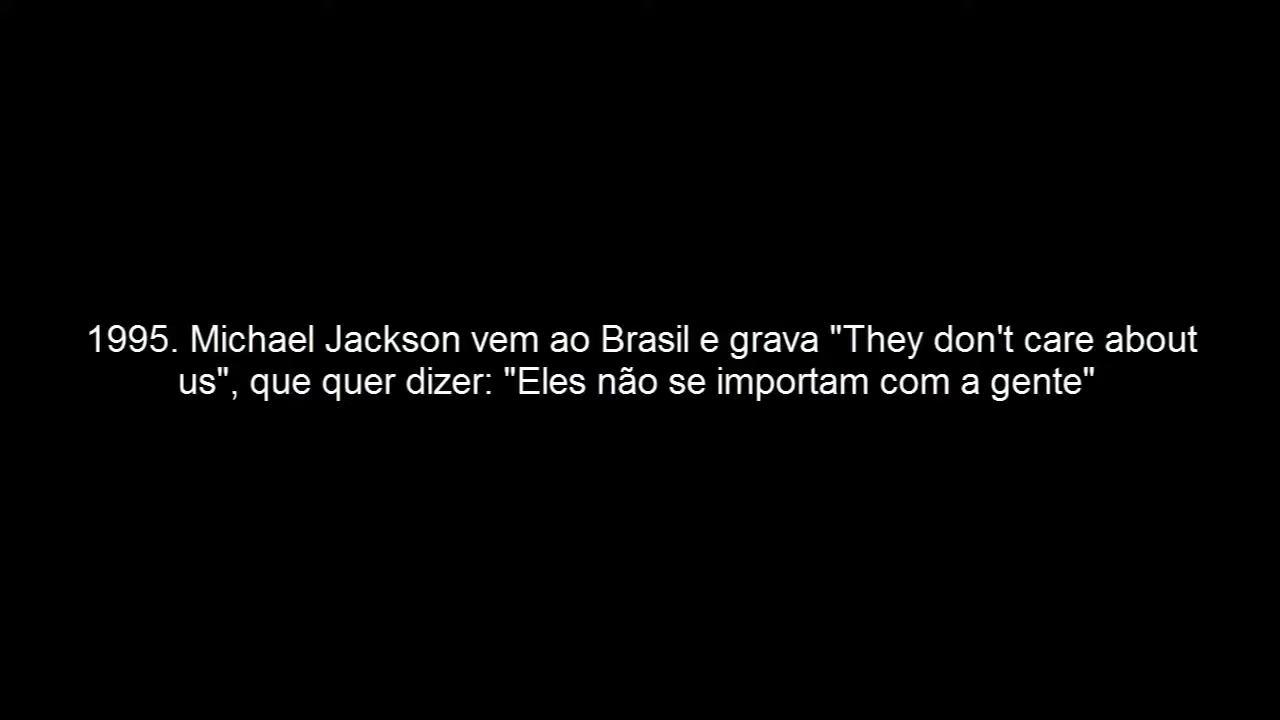 1995. Michael Jackson vem ao Brasil e grava "They don't care about
us", que quer dizer: "Eles não se importam com a gente"